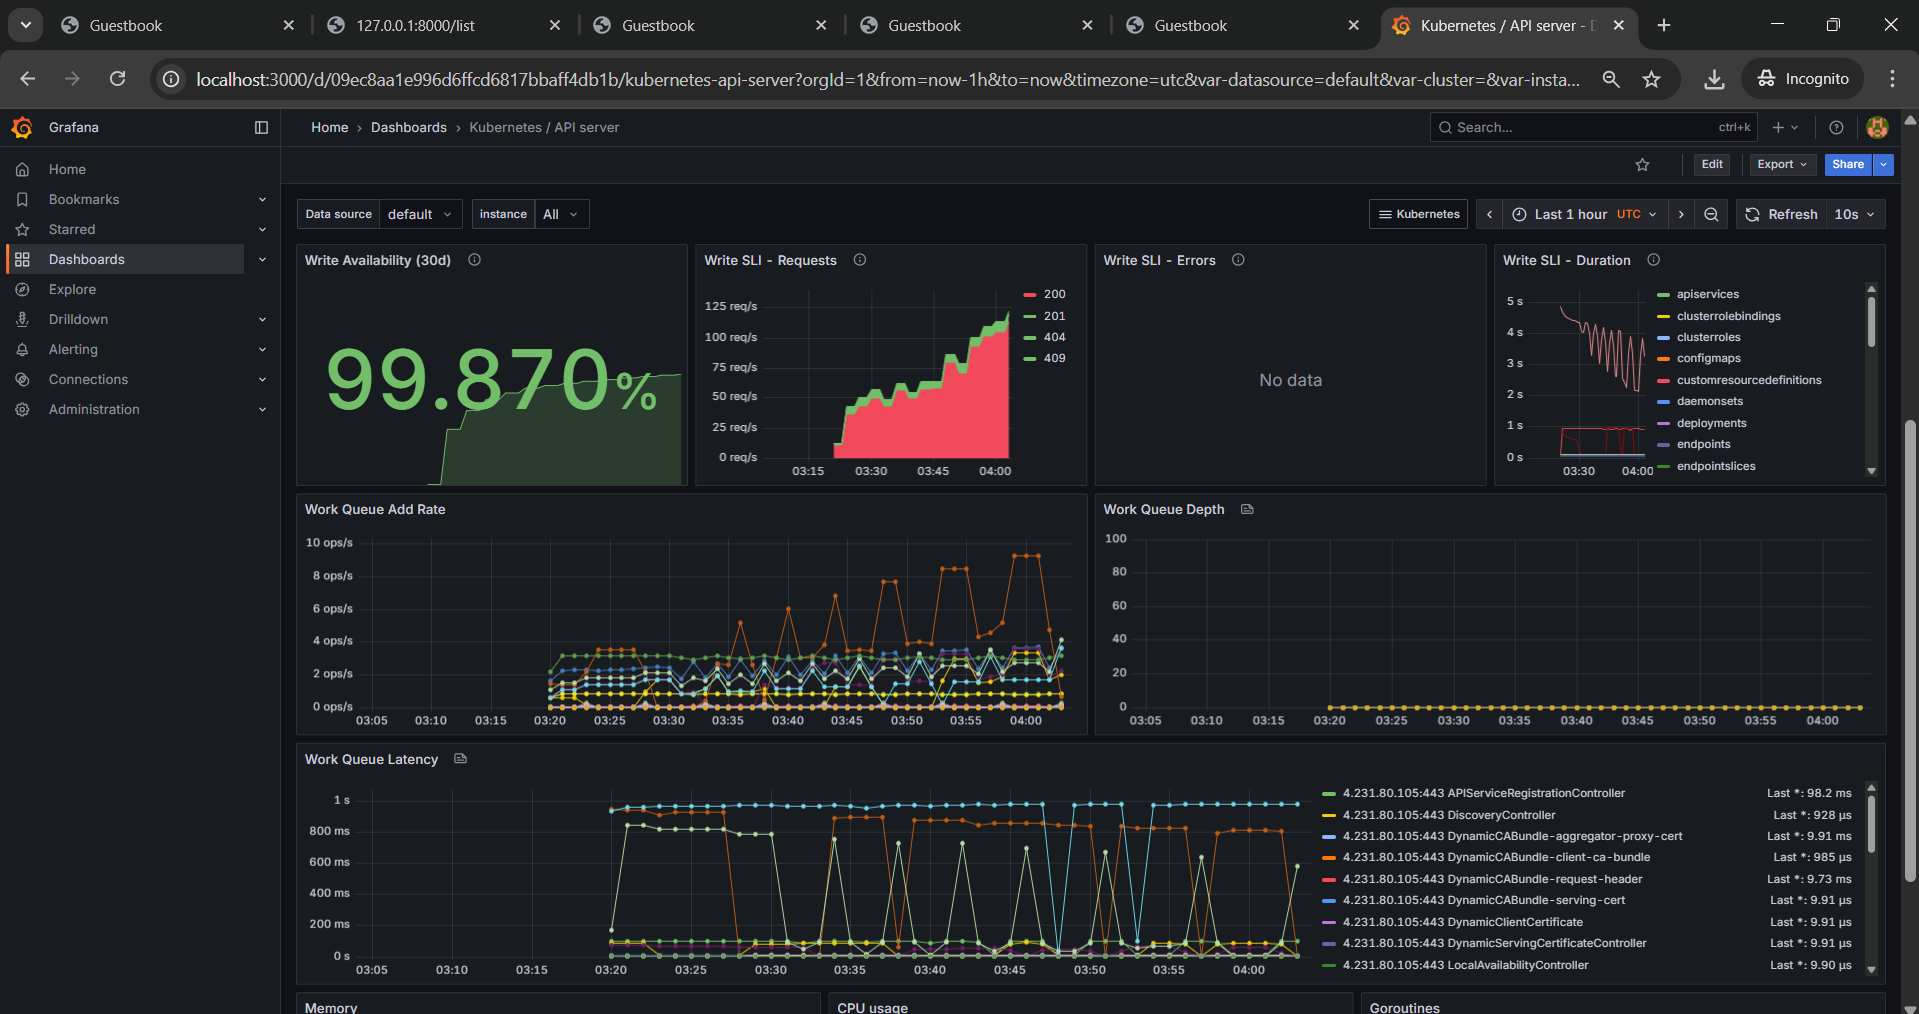 Guestbook
127.0.0.1:8000/list
Guestbook
Guestbook
Guestbook
Kubernetes / API server - D
localhost:3000/d/09ec8aa1e996d6ffcd6817bbaff4db1b/kubernetes-api-server?orgId=1&from=now-1h&to=now&timezone=utc&var-datasource=default&var-cluster=&var-insta...
Incognito
Grafana
Home › Dashboards › Kubernetes / API server
Search...
ctrl+k
Home
Bookmarks
Starred
Dashboards
Explore
Drilldown
Alerting
Connections
Administration
Edit
Export
Share
Data source
default
instance
All
Kubernetes
Last 1 hour UTC
Refresh
10s
Write Availability (30d)
99.870%
Write SLI - Requests
125 req/s
100 req/s
75 req/s
50 req/s
25 req/s
0 req/s
03:15 03:30 03:45 04:00
200
201
404
409
Write SLI - Errors
No data
Write SLI - Duration
5 s
4 s
3 s
2 s
1 s
0 s
03:30 04:00
apiservices
clusterrolebindings
clusterroles
configmaps
customresourcedefinitions
daemonsets
deployments
endpoints
endpointslices
Work Queue Add Rate
10 ops/s
8 ops/s
6 ops/s
4 ops/s
2 ops/s
0 ops/s
03:05 03:10 03:15 03:20 03:25 03:30 03:35 03:40 03:45 03:50 03:55 04:00
Work Queue Depth
100
80
60
40
20
0
03:05 03:10 03:15 03:20 03:25 03:30 03:35 03:40 03:45 03:50 03:55 04:00
Work Queue Latency
1 s
800 ms
600 ms
400 ms
200 ms
0 s
03:05 03:10 03:15 03:20 03:25 03:30 03:35 03:40 03:45 03:50 03:55 04:00
4.231.80.105:443 APIServiceRegistrationController Last *: 98.2 ms
4.231.80.105:443 DiscoveryController Last *: 928 µs
4.231.80.105:443 DynamicCABundle-aggregator-proxy-cert Last *: 9.91 ms
4.231.80.105:443 DynamicCABundle-client-ca-bundle Last *: 985 µs
4.231.80.105:443 DynamicCABundle-request-header Last *: 9.73 ms
4.231.80.105:443 DynamicCABundle-serving-cert Last *: 9.91 µs
4.231.80.105:443 DynamicClientCertificate Last *: 9.91 µs
4.231.80.105:443 DynamicServingCertificateController Last *: 9.91 µs
4.231.80.105:443 LocalAvailabilityController Last *: 9.90 µs
Memory
CPU usage
Goroutines